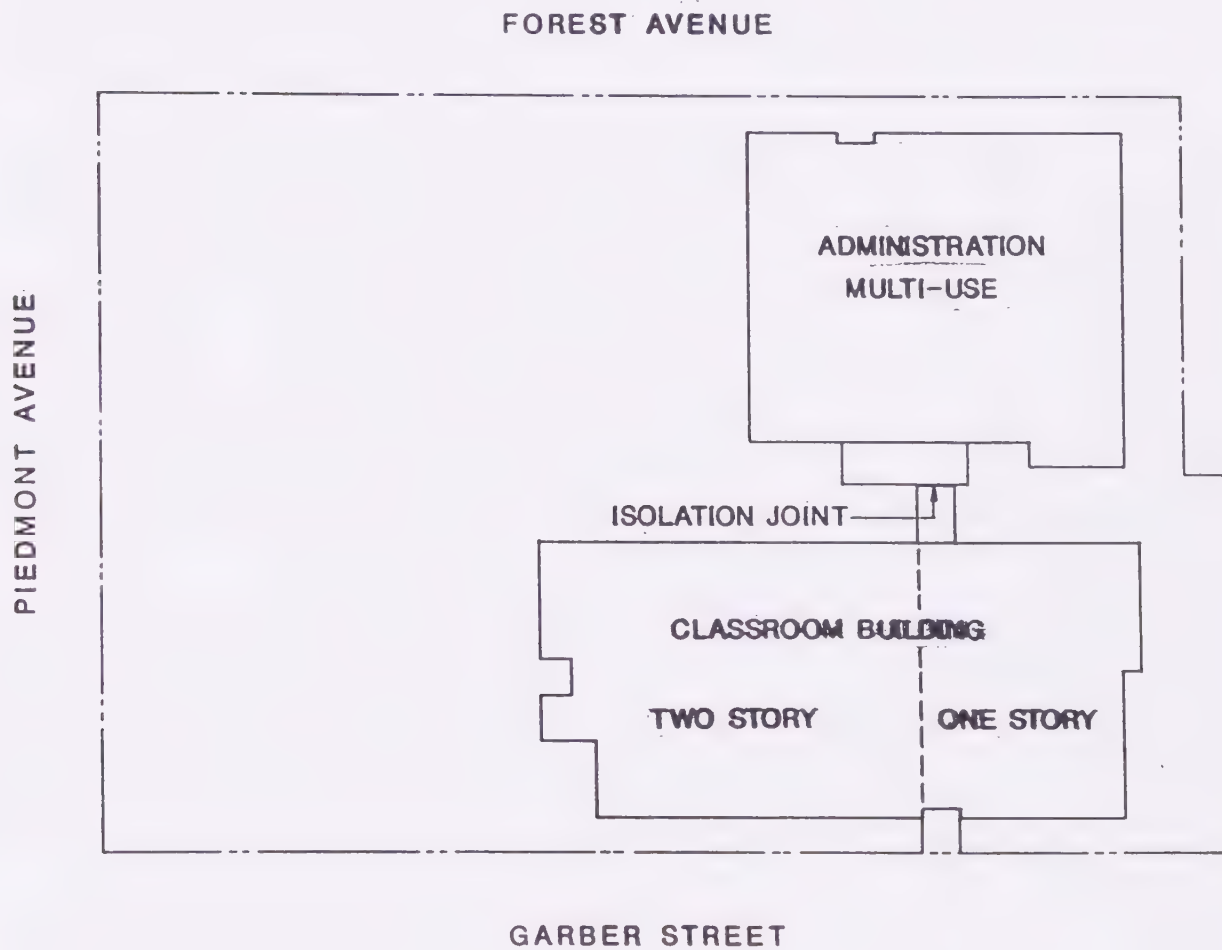 FOREST AVENUE
PIEDMONT AVENUE
ADMINISTRATION
MULTI-USE
ISOLATION JOINT
CLASSROOM BUILDING
TWO STORY
ONE STORY
GARBER STREET